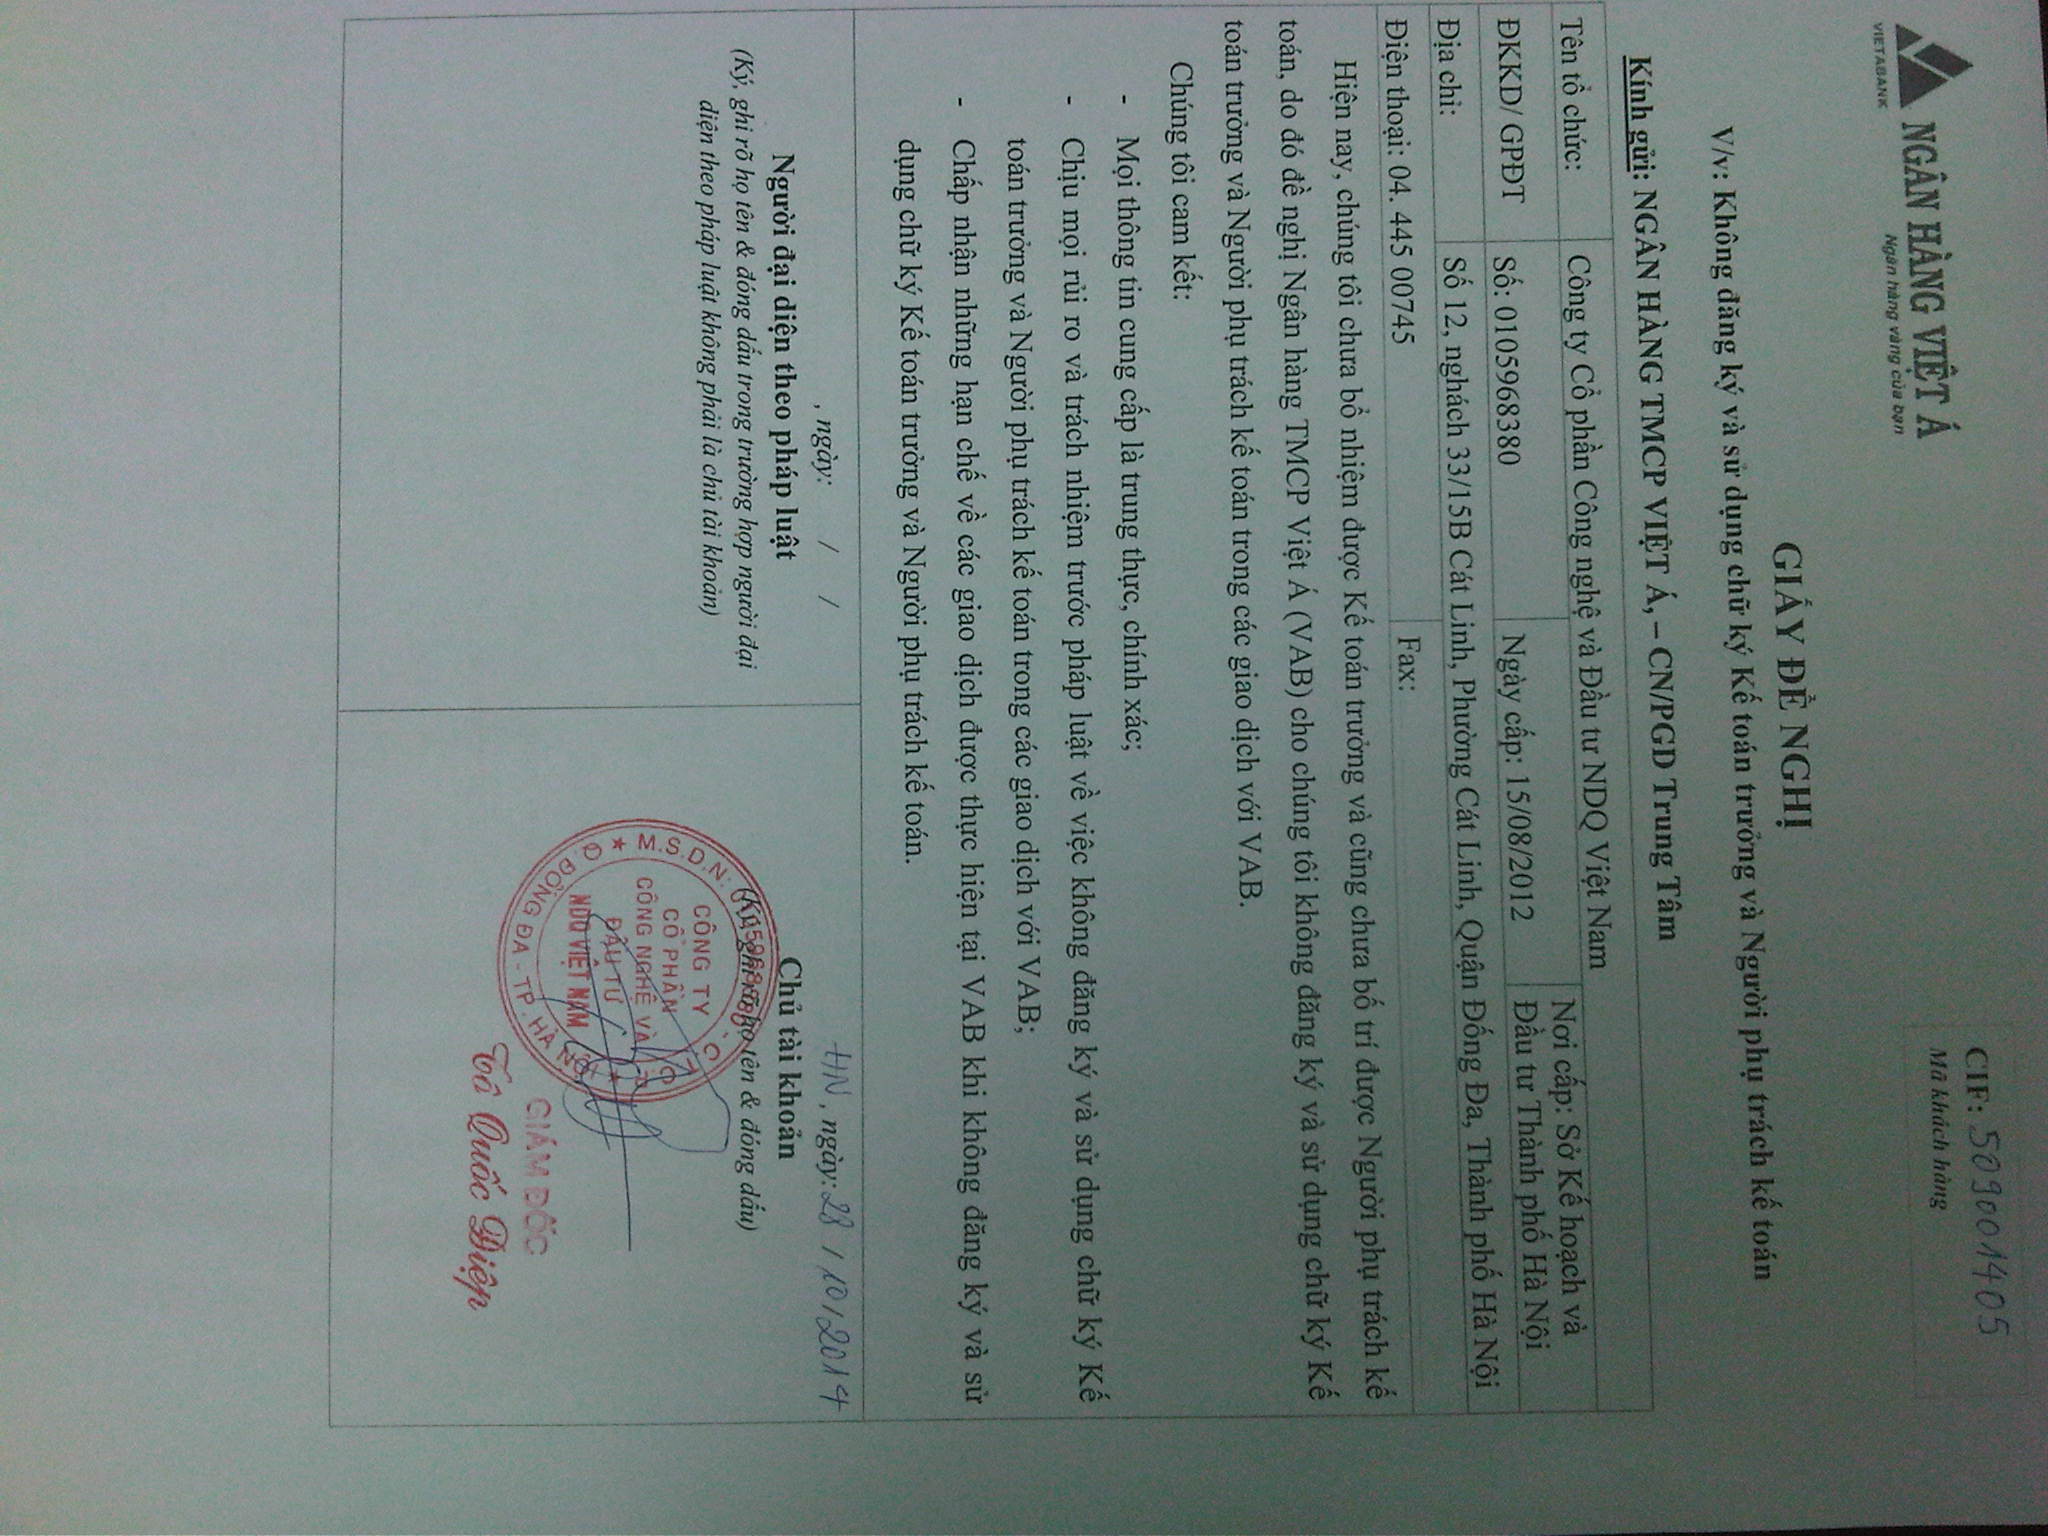 NGÂN HÀNG VIỆT Á
Ngân hàng vàng của bạn
VIETABANK
CIF: 509001405
Mã khách hàng
GIẤY ĐỀ NGHỊ
V/v: Không đăng ký và sử dụng chữ ký Kế toán trưởng và Người phụ trách kế toán
Kính gửi: NGÂN HÀNG TMCP VIỆT Á, – CN/PGD Trung Tâm
Tên tổ chức: Công ty Cổ phần Công nghệ và Đầu tư NDQ Việt Nam
ĐKKD/ GPĐT Số: 0105968380 Ngày cấp: 15/08/2012 Nơi cấp: Sở Kế hoạch và
Đầu tư Thành phố Hà Nội
Địa chỉ: Số 12, nghách 33/15B Cát Linh, Phường Cát Linh, Quận Đống Đa, Thành phố Hà Nội
Điện thoại: 04. 445 00745 Fax:
Hiện nay, chúng tôi chưa bổ nhiệm được Kế toán trưởng và cũng chưa bố trí được Người phụ trách kế
toán, do đó đề nghị Ngân hàng TMCP Việt Á (VAB) cho chúng tôi không đăng ký và sử dụng chữ ký Kế
toán trưởng và Người phụ trách kế toán trong các giao dịch với VAB.
Chúng tôi cam kết:
- Mọi thông tin cung cấp là trung thực, chính xác;
- Chịu mọi rủi ro và trách nhiệm trước pháp luật về việc không đăng ký và sử dụng chữ ký Kế
toán trưởng và Người phụ trách kế toán trong các giao dịch với VAB;
- Chấp nhận những hạn chế về các giao dịch được thực hiện tại VAB khi không đăng ký và sử
dụng chữ ký Kế toán trưởng và Người phụ trách kế toán.
, ngày: / /
Người đại diện theo pháp luật
(Ký, ghi rõ họ tên & đóng dấu trong trường hợp người đại
diện theo pháp luật không phải là chủ tài khoản)
HN, ngày: 28 / 10 / 2014
Chủ tài khoản
(Ký, ghi rõ họ tên & đóng dấu)
M.S.D.N:
CÔNG TY
CỔ PHẦN
CÔNG NGHỆ VÀ
ĐẦU TƯ
NDQ VIỆT NAM
Q ĐỐNG ĐA - TP. HÀ NỘI
GIÁM ĐỐC
Tô Quốc Điệp